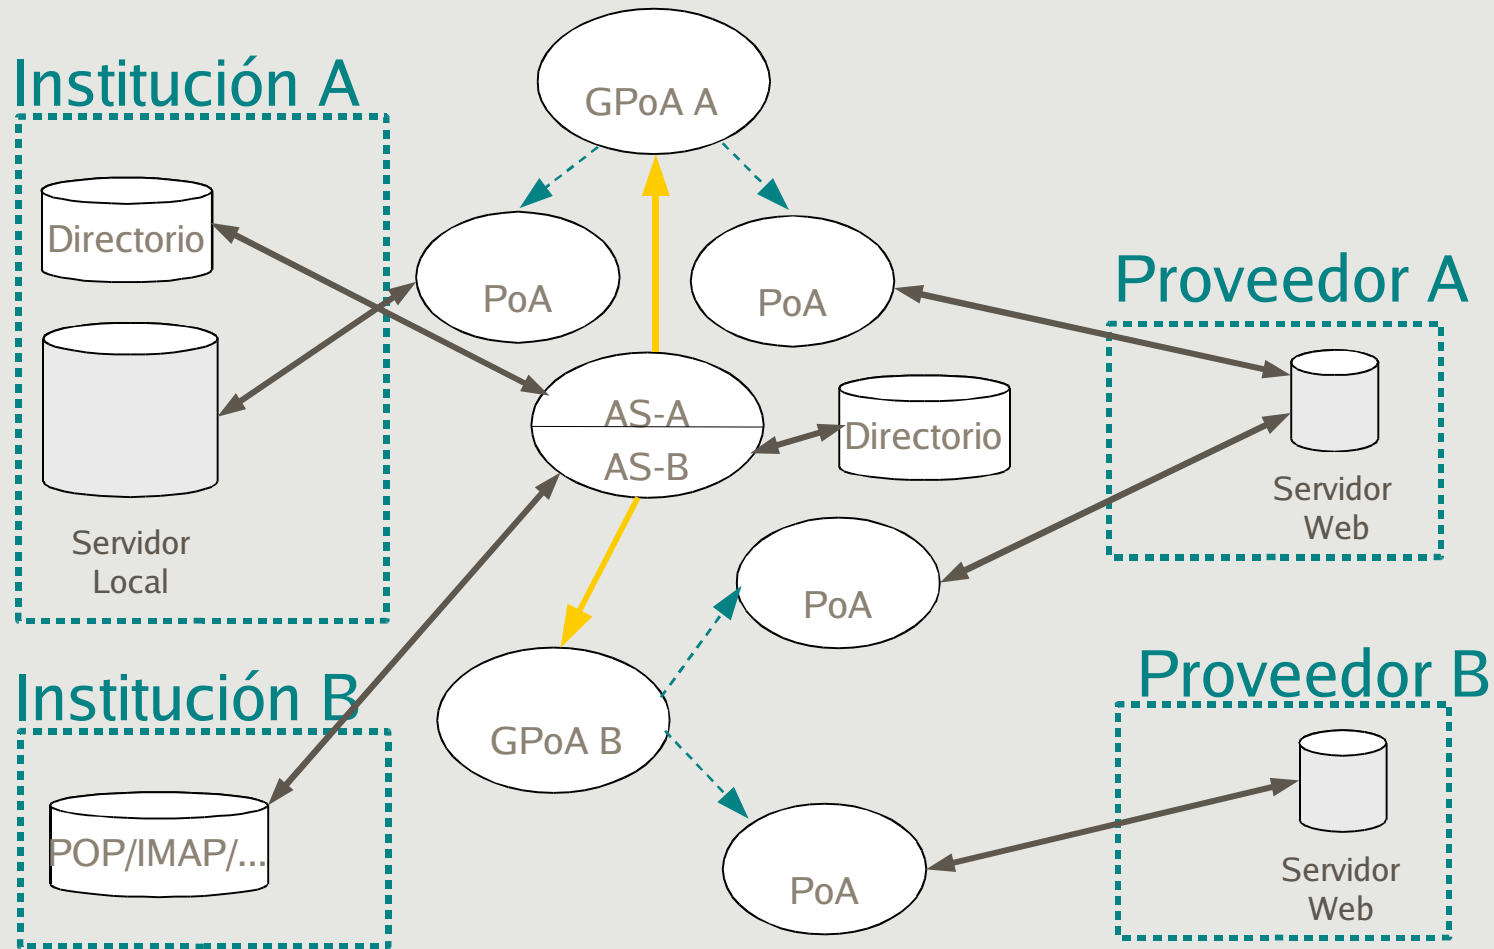 GPoA A
Institución A
Directorio
PoA
PoA
Proveedor A
AS-A
Directorio
AS-B
Servidor
Web
Servidor
Local
PoA
Institución B
Proveedor B
GPoA B
POP/IMAP/...
PoA
Servidor
Web